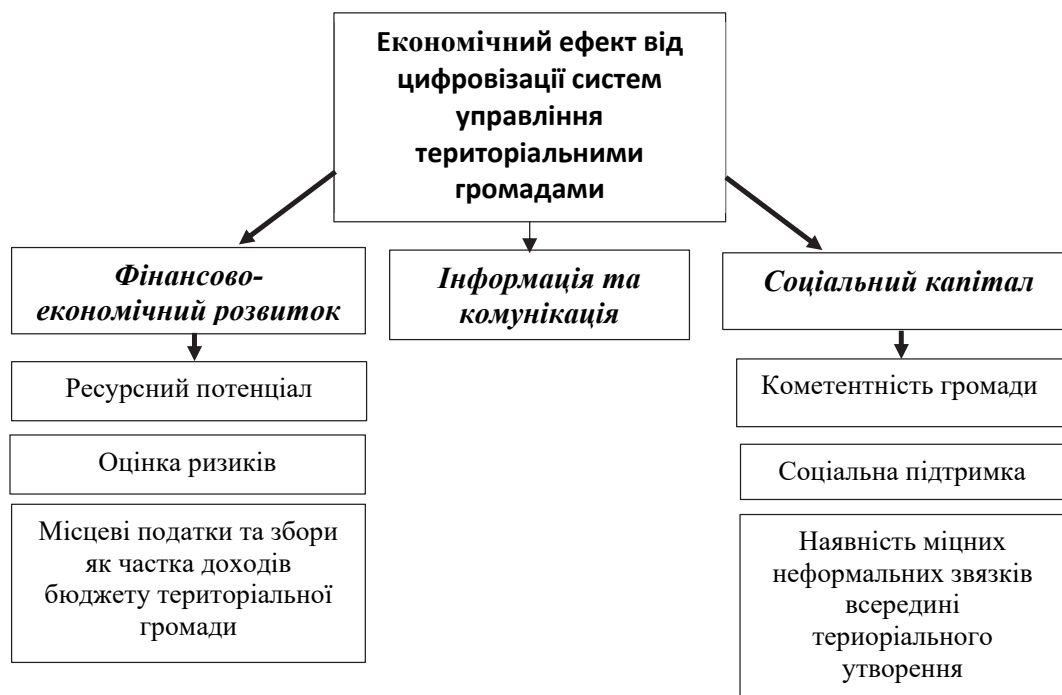 Економічний ефект від
цифровізації систем
управління
територіальними
громадами
Фінансово-
економічний розвиток
Інформація та
комунікація
Соціальний капітал
Ресурсний потенціал
Кометентність громади
Оцінка ризиків
Соціальна підтримка
Місцеві податки та збори
як частка доходів
бюджету територіальної
громади
Наявність міцних
неформальних звязків
всередині
териоріального
утворення